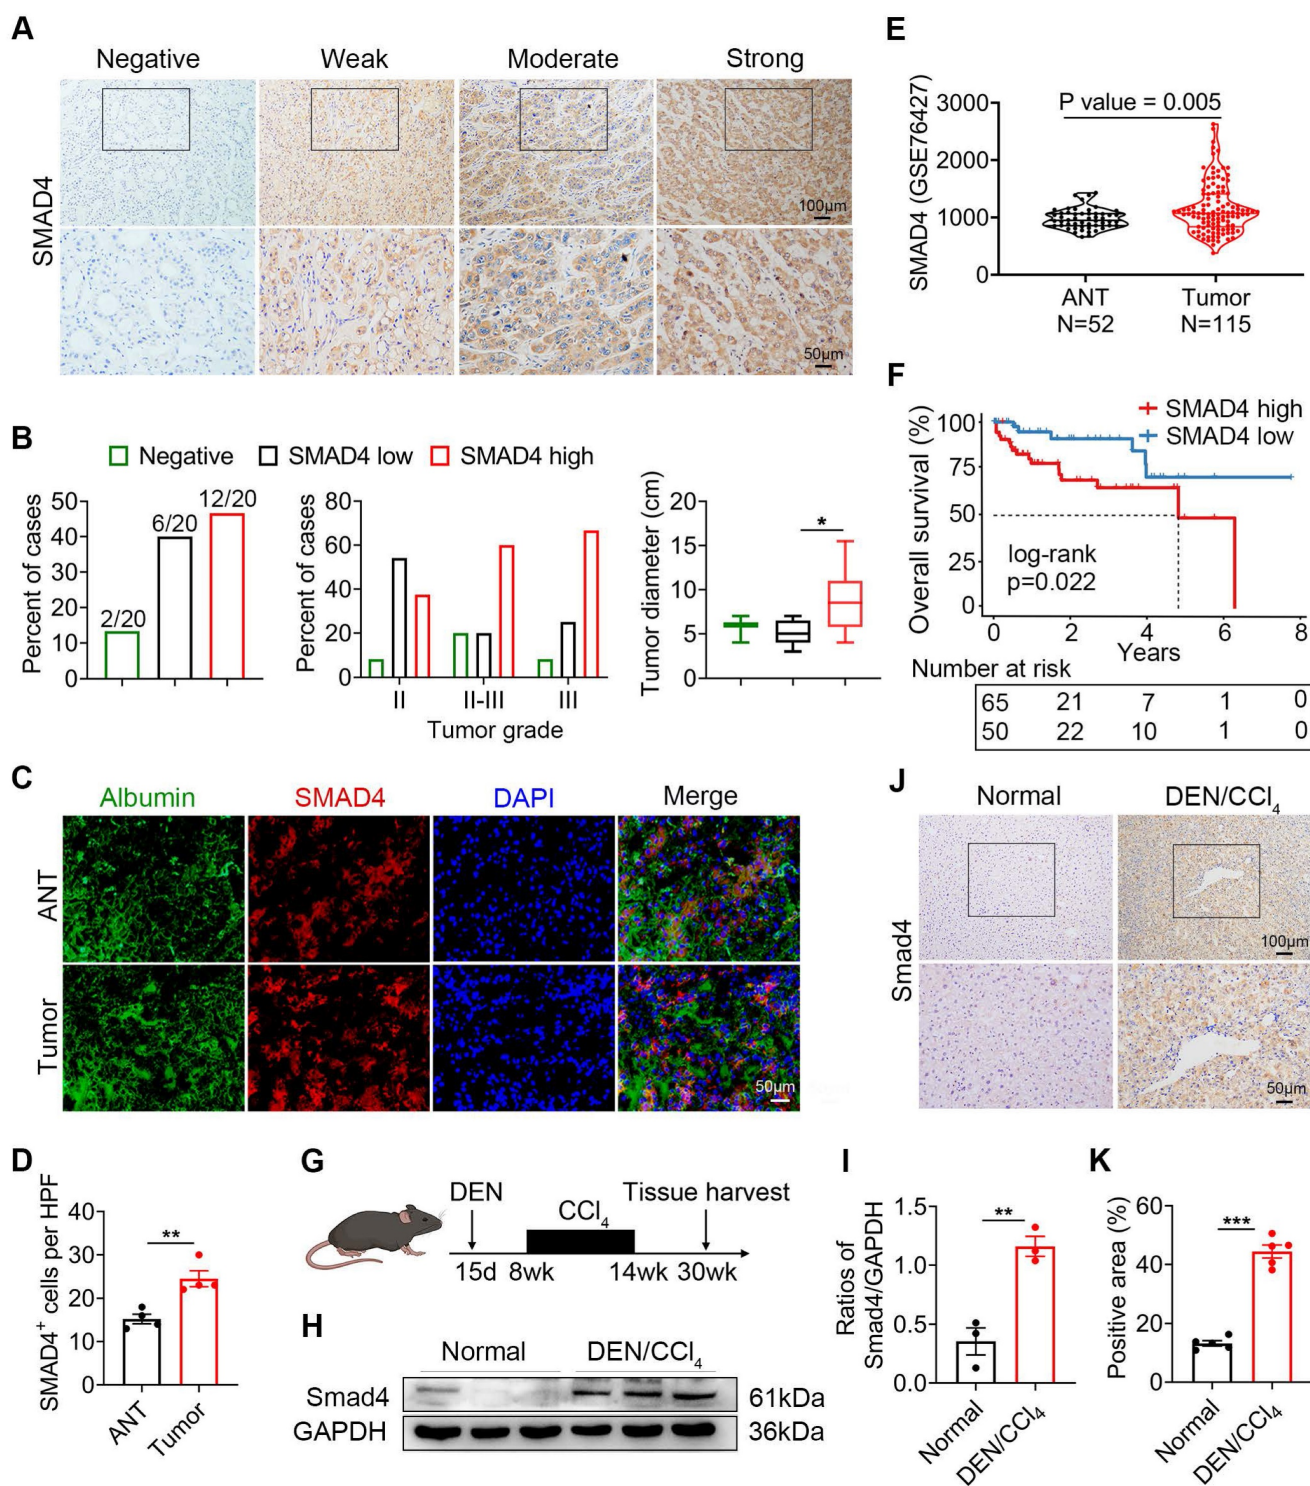 A
Negative Weak Moderate Strong
SMAD4
100μm
50μm
B
Negative SMAD4 low SMAD4 high
Percent of cases
50
40
30
20
10
0
2/20
6/20
12/20
Percent of cases
80
60
40
20
0
II II-III III
Tumor grade
Tumor diameter (cm)
20
15
10
5
0
*
C
Albumin SMAD4 DAPI Merge
ANT
Tumor
50μm
D
SMAD4+ cells per HPF
40
30
20
10
0
**
ANT
Tumor
E
SMAD4 (GSE76427)
3000
2000
1000
0
P value = 0.005
ANT Tumor
N=52 N=115
F
Overall survival (%)
100
75
50
25
0
SMAD4 high
SMAD4 low
log-rank
p=0.022
0 2 4 6 8
Years
Number at risk
65 21 7 1 0
50 22 10 1 0
G
DEN CCl4 Tissue harvest
15d 8wk 14wk 30wk
H
Normal DEN/CCl4
Smad4 61kDa
GAPDH 36kDa
I
Ratios of
Smad4/GAPDH
1.5
1.0
0.5
0.0
**
Normal
DEN/CCl4
J
Normal DEN/CCl4
Smad4
100μm
50μm
K
Positive area (%)
60
40
20
0
***
Normal
DEN/CCl4